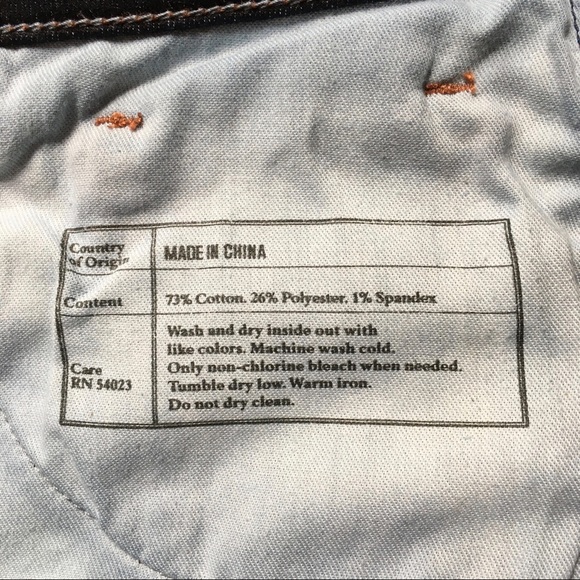 Country
of Origin
MADE IN CHINA
Content
73% Cotton, 26% Polyester, 1% Spandex
Care
RN 54023
Wash and dry inside out with
like colors. Machine wash cold.
Only non-chlorine bleach when needed.
Tumble dry low. Warm iron.
Do not dry clean.